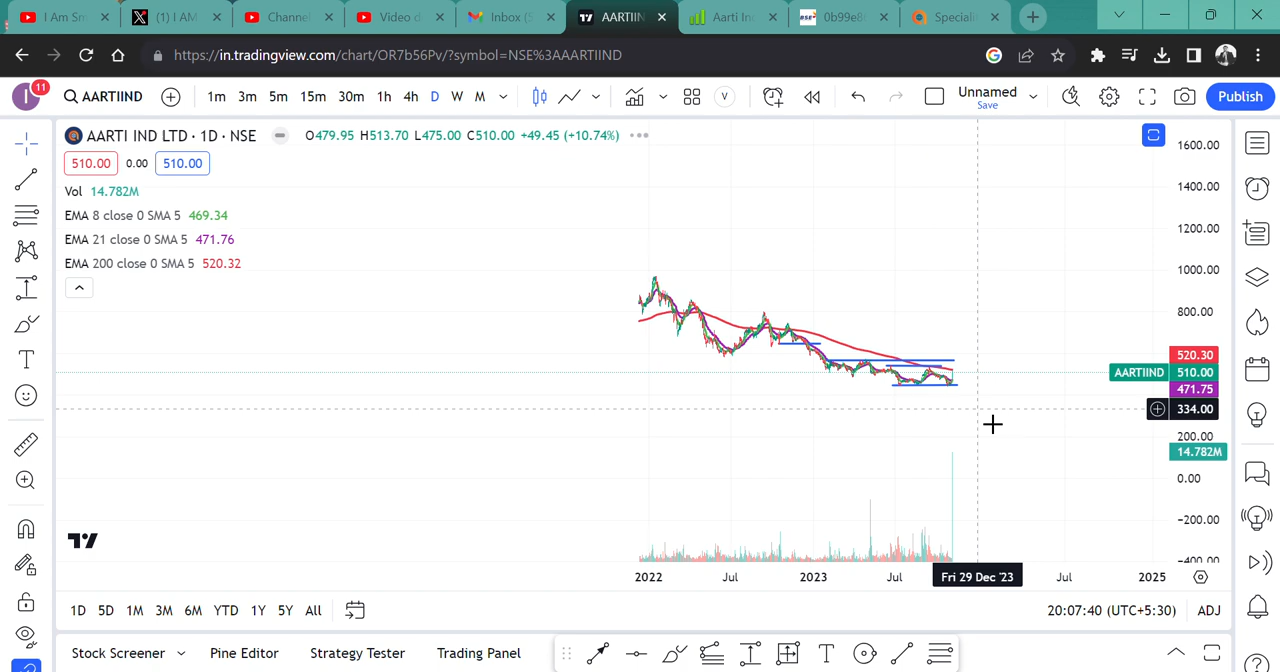 I Am Sm
(1) I AM
Channel
Video d
Inbox (5
AARTIIN
Aarti In
0b99e8
Speciali
https://in.tradingview.com/chart/OR7b56Pv/?symbol=NSE%3AAARTIIND
I 11 AARTIIND 1m 3m 5m 15m 30m 1h 4h D W M V Unnamed Save Publish
AARTI IND LTD · 1D · NSE O479.95 H513.70 L475.00 C510.00 +49.45 (+10.74%)
510.00 0.00 510.00
Vol 14.782M
EMA 8 close 0 SMA 5 469.34
EMA 21 close 0 SMA 5 471.76
EMA 200 close 0 SMA 5 520.32
1600.00
1400.00
1200.00
1000.00
800.00
520.30
AARTIIND 510.00
471.75
334.00
200.00
14.782M
0.00
−200.00
−400.00
2022 Jul 2023 Jul Fri 29 Dec '23 Jul 2025
1D 5D 1M 3M 6M YTD 1Y 5Y All 20:07:40 (UTC+5:30) ADJ
Stock Screener Pine Editor Strategy Tester Trading Panel